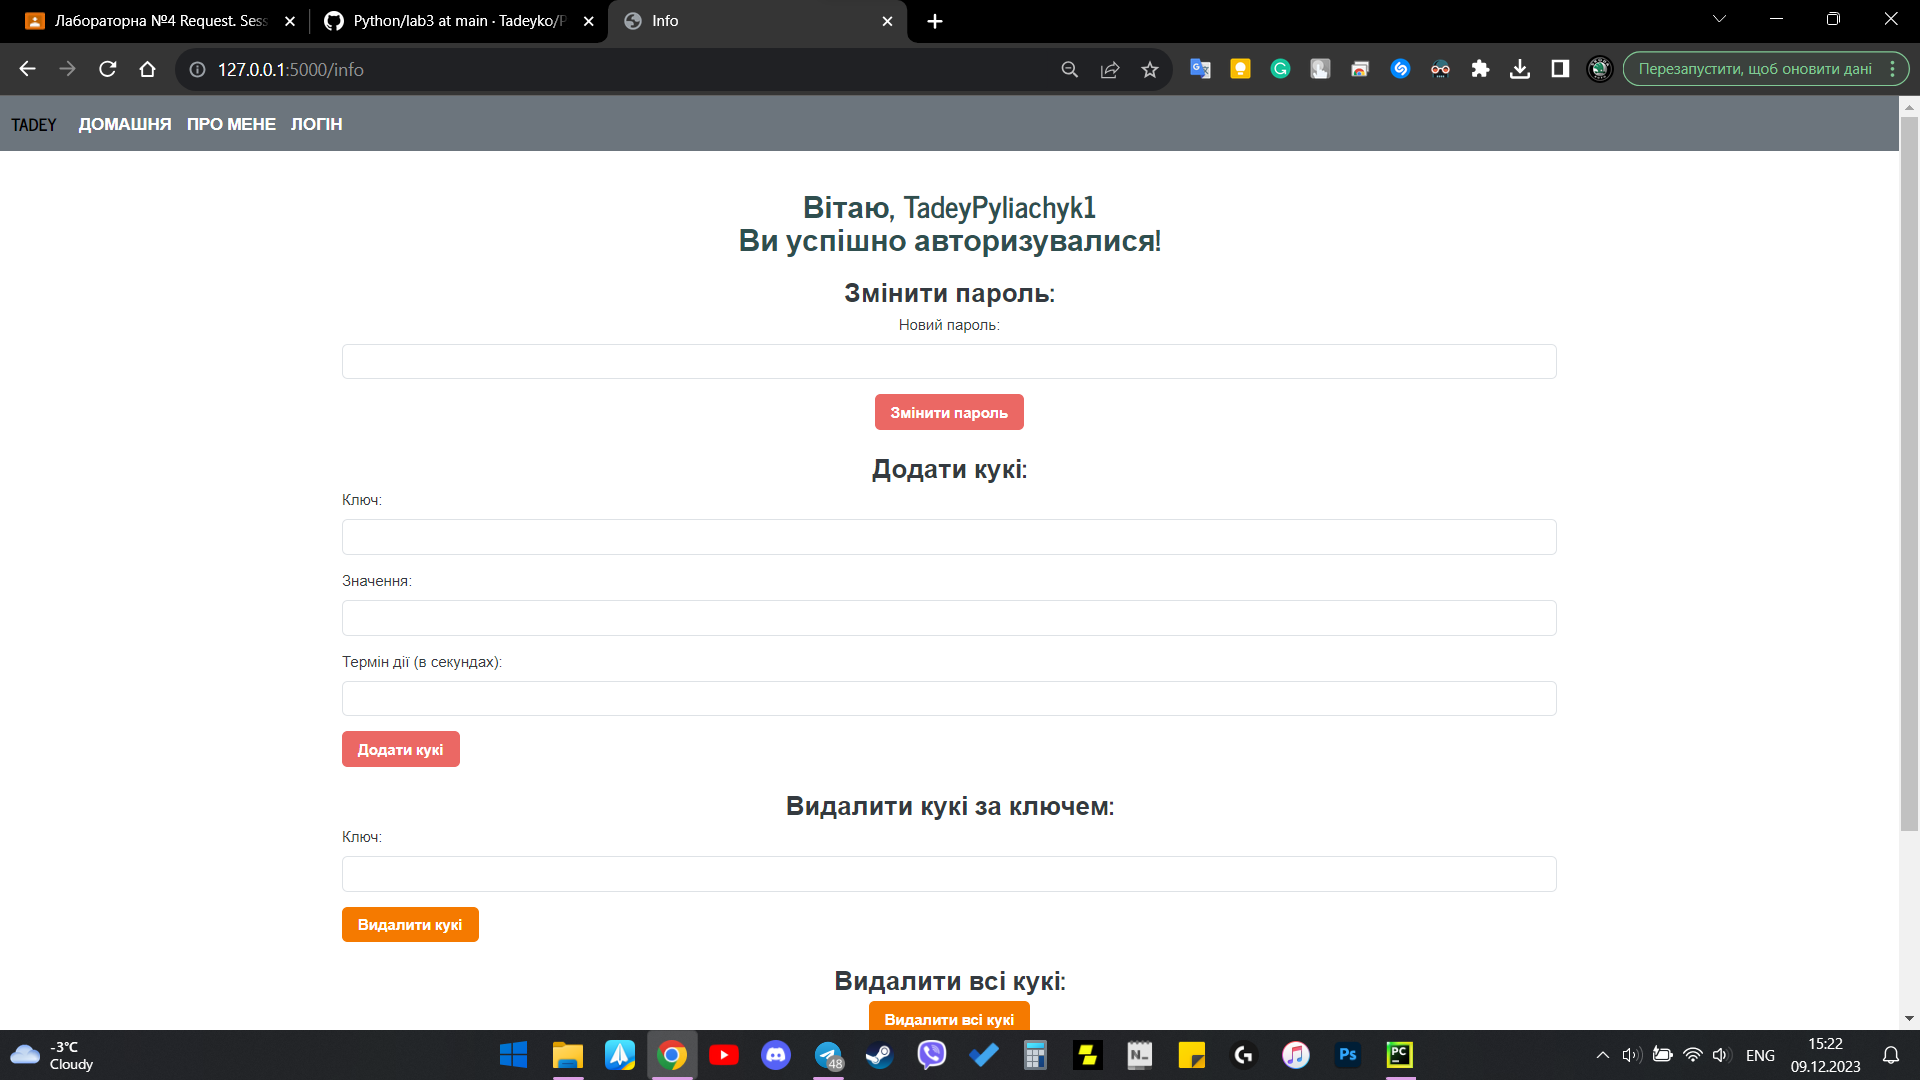 Лабораторна №4 Request. Sess
Python/lab3 at main · Tadeyko/P
Info
127.0.0.1:5000/info
Перезапустити, щоб оновити дані
TADEY ДОМАШНЯ ПРО МЕНЕ ЛОГІН
Вітаю, TadeyPyliachyk1
Ви успішно авторизувалися!
Змінити пароль:
Новий пароль:
Змінити пароль
Додати кукі:
Ключ:
Значення:
Термін дії (в секундах):
Додати кукі
Видалити кукі за ключем:
Ключ:
Видалити кукі
Видалити всі кукі:
Видалити всі кукі
-3°C
Cloudy
48
N
Ps
PC
ENG
15:22
09.12.2023